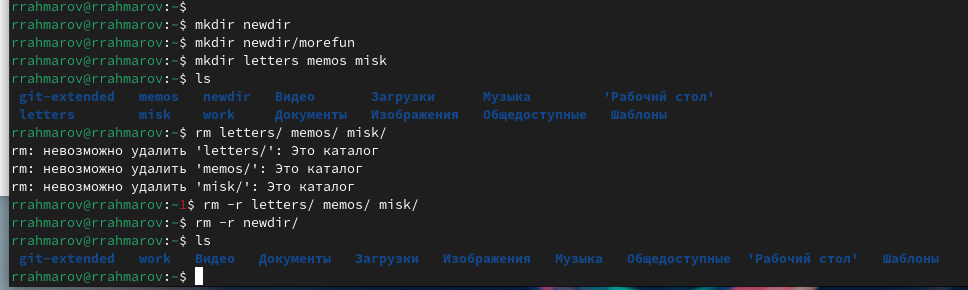 rrahmarov@rrahmarov:~$
rrahmarov@rrahmarov:~$ mkdir newdir
rrahmarov@rrahmarov:~$ mkdir newdir/morefun
rrahmarov@rrahmarov:~$ mkdir letters memos misk
rrahmarov@rrahmarov:~$ ls
git-extended memos newdir Видео Загрузки Музыка 'Рабочий стол'
letters misk work Документы Изображения Общедоступные Шаблоны
rrahmarov@rrahmarov:~$ rm letters/ memos/ misk/
rm: невозможно удалить 'letters/': Это каталог
rm: невозможно удалить 'memos/': Это каталог
rm: невозможно удалить 'misk/': Это каталог
rrahmarov@rrahmarov:~1$ rm -r letters/ memos/ misk/
rrahmarov@rrahmarov:~$ rm -r newdir/
rrahmarov@rrahmarov:~$ ls
git-extended work Видео Документы Загрузки Изображения Музыка Общедоступные 'Рабочий стол' Шаблоны
rrahmarov@rrahmarov:~$